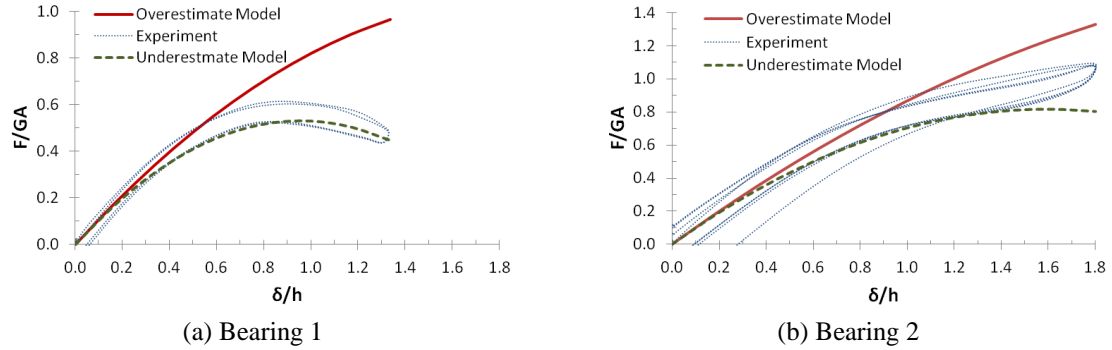 Overestimate Model
Experiment
Underestmate Model
F/GA
1.0
0.8
0.6
0.4
0.2
0.0
0.0 0.2 0.4 0.6 0.8 1.0 1.2 1.4 1.6 1.8
δ/h
(a) Bearing 1
Overestimate Model
Experiment
Underestimate Model
F/GA
1.4
1.2
1.0
0.8
0.6
0.4
0.2
0.0
0.0 0.2 0.4 0.6 0.8 1.0 1.2 1.4 1.6 1.8
δ/h
(b) Bearing 2